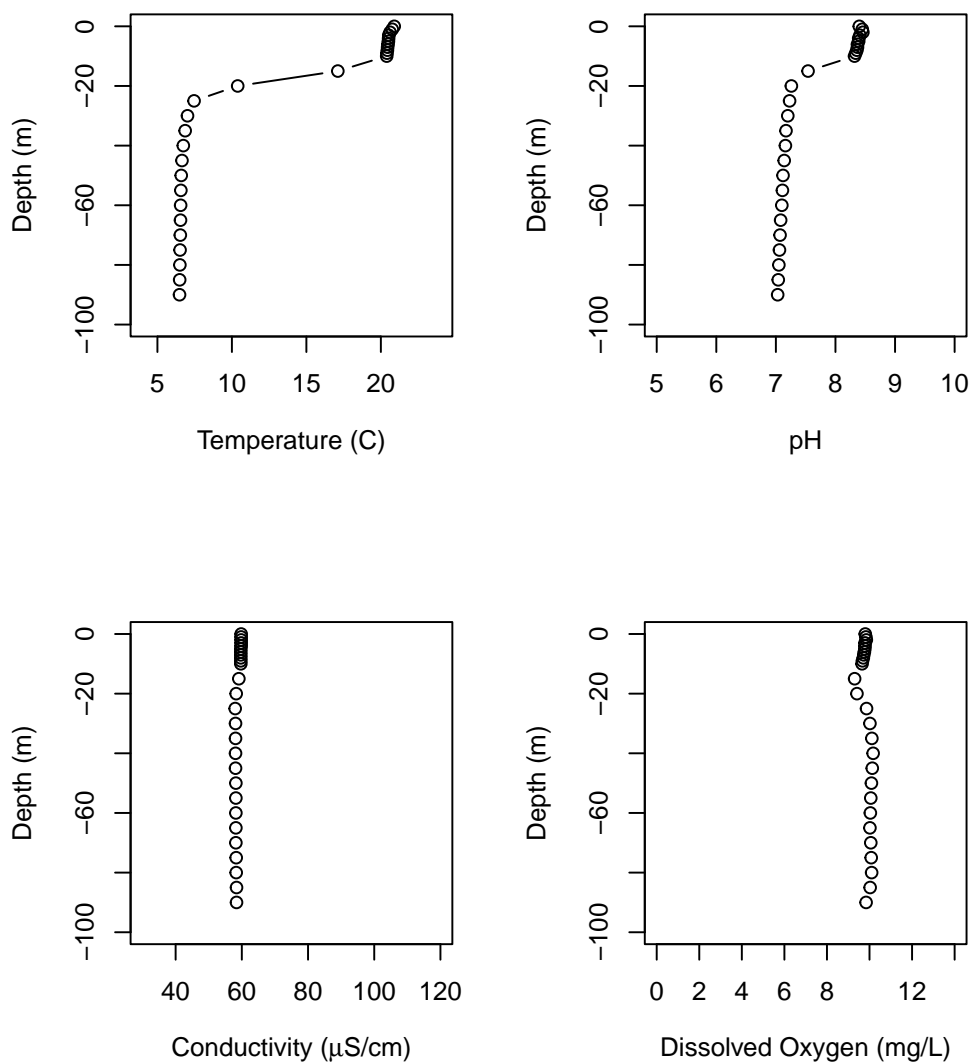 0
−20
−60
−100
Depth (m)
5 10 15 20
Temperature (C)
0
−20
−60
−100
Depth (m)
5 6 7 8 9 10
pH
0
−20
−60
−100
Depth (m)
40 60 80 100 120
Conductivity (μS/cm)
0
−20
−60
−100
Depth (m)
0 2 4 6 8 12
Dissolved Oxygen (mg/L)